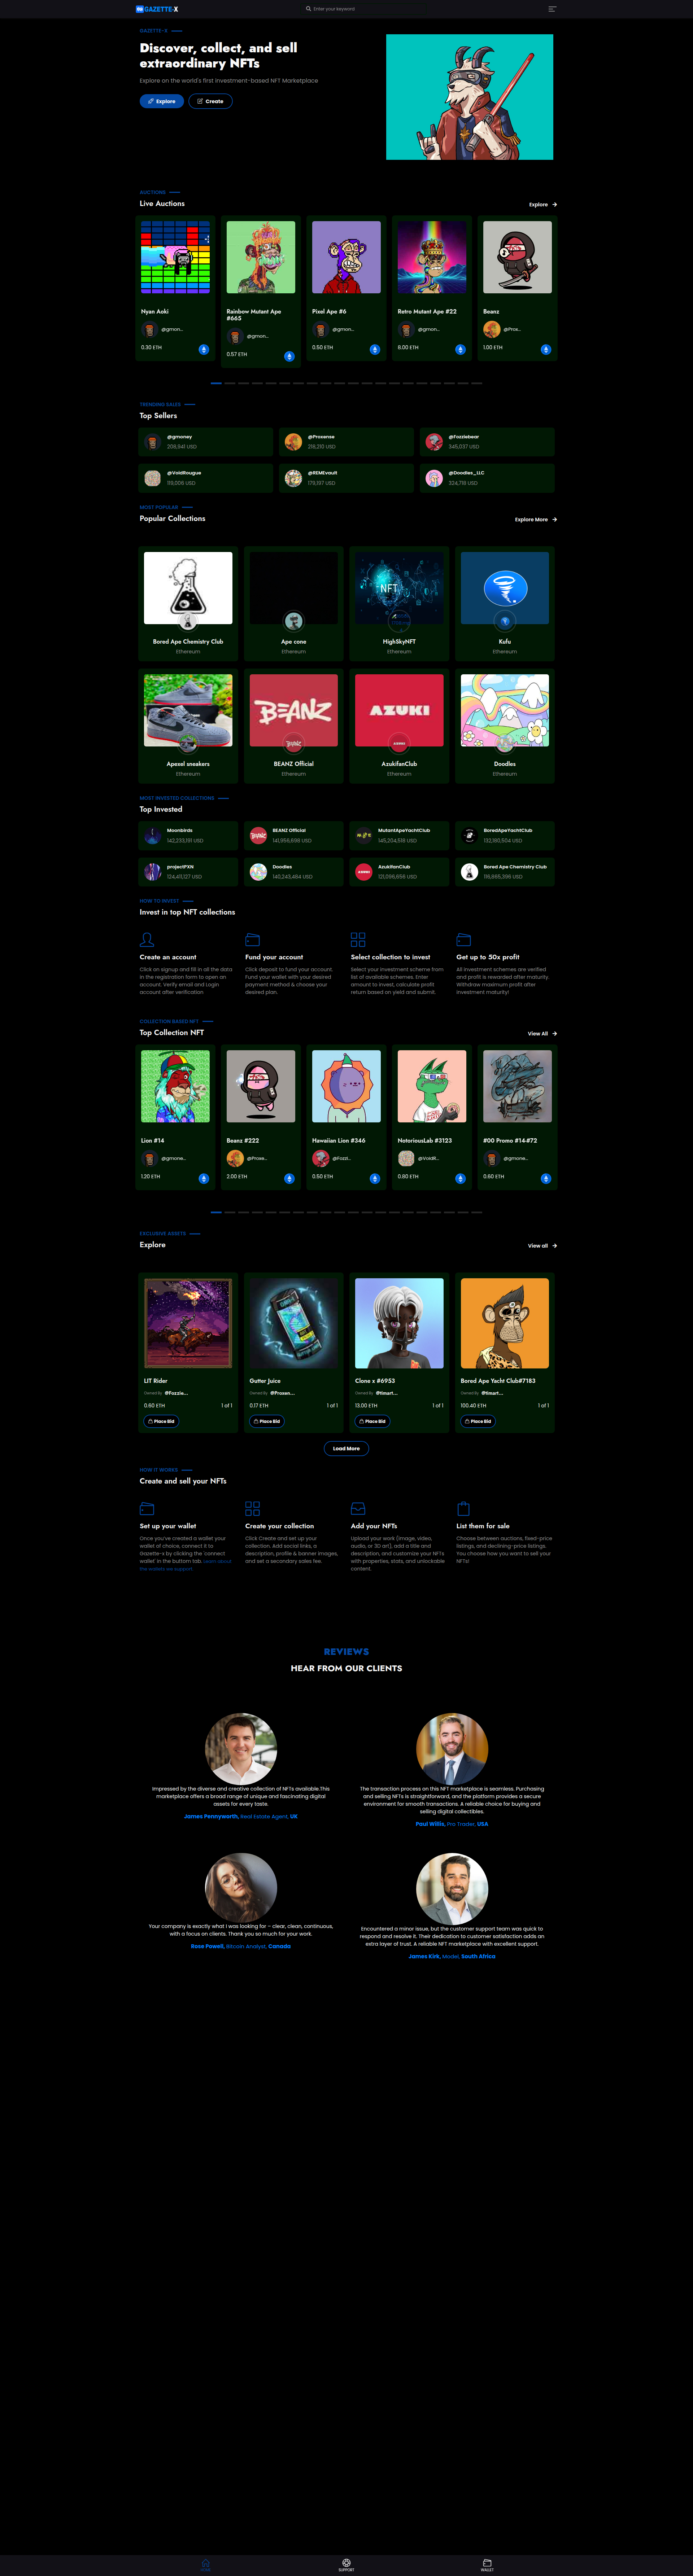 GAZETTE-X
Enter your keyword
GAZETTE-X
Discover, collect, and sell
extraordinary NFTs
Explore on the world's first Investment-based NFT Marketplace
Explore
Create
AUCTIONS
Live Auctions
Explore
Nyan Aoki
@gmon...
0.30 ETH
Rainbow Mutant Ape
#665
@gmon...
0.57 ETH
Pixel Ape #6
@gmon...
0.50 ETH
Retro Mutant Ape #22
@gmon...
8.00 ETH
Beanz
@Prox...
1.00 ETH
TRENDING SALES
Top Sellers
@gmoney
208,941 USD
@Proxense
218,210 USD
@Fozziebear
345,037 USD
@VoidRougue
119,006 USD
@REMEvault
179,197 USD
@Doodles_LLC
324,718 USD
MOST POPULAR
Popular Collections
Explore More
Bored Ape Chemistry Club
Ethereum
Ape cone
Ethereum
NFT
HighSkyNFT
Ethereum
Kufu
Ethereum
Apexel sneakers
Ethereum
BEANZ
BEANZ Official
Ethereum
AZUKI
AzukifanClub
Ethereum
Doodles
Ethereum
MOST INVESTED COLLECTIONS
Top Invested
Moonbirds
142,233,191 USD
BEANZ Official
141,956,698 USD
MutantApeYachtClub
145,204,518 USD
BoredApeYachtClub
132,180,504 USD
projectPXN
124,411,127 USD
Doodles
140,243,484 USD
AzukifanClub
121,096,656 USD
Bored Ape Chemistry Club
116,865,396 USD
HOW TO INVEST
Invest in top NFT collections
Create an account
Click on signup and fill in all the data
in the registration form to open an
account. Verify email and Login
account after verification
Fund your account
Click deposit to fund your account.
Fund your wallet with your desired
payment method & choose your
desired plan.
Select collection to invest
Select your investment scheme from
list of available schemes. Enter
amount to invest, calculate profit
return based on yield and submit.
Get up to 50x profit
All investment schemes are verified
and profit is rewarded after maturity.
Withdraw maximum profit after
investment maturity!
COLLECTION BASED NFT
Top Collection NFT
View All
Lion #14
@gmone...
1.20 ETH
Beanz #222
@Proxe...
2.00 ETH
Hawaiian Lion #346
@Fozzi...
0.50 ETH
NotoriousLab #3123
@VoidR...
0.80 ETH
#00 Promo #14-#72
@gmone...
0.60 ETH
EXCLUSIVE ASSETS
Explore
View all
LIT Rider
Owned By @Fozzie...
0.60 ETH
1 of 1
Place Bid
Gutter Juice
Owned By @Proxen...
0.17 ETH
1 of 1
Place Bid
Clone x #6953
Owned By @timart...
13.00 ETH
1 of 1
Place Bid
Bored Ape Yacht Club#7183
Owned By @timart...
100.40 ETH
1 of 1
Place Bid
Load More
HOW IT WORKS
Create and sell your NFTs
Set up your wallet
Once you've created a wallet your
wallet of choice, connect it to
Gazette-x by clicking the 'connect
wallet' in the buttom tab. Learn about
the wallets we support
Create your collection
Click Create and set up your
collection. Add social links, a
description, profile & banner images,
and set a secondary sales fee.
Add your NFTs
Upload your work (image, video,
audio, or 3D art), add a title and
description, and customize your NFTs
with properties, stats, and unlockable
content.
List them for sale
Choose between auctions, fixed-price
listings, and declining-price listings.
You choose how you want to sell your
NFTs!
REVIEWS
HEAR FROM OUR CLIENTS
Impressed by the diverse and creative collection of NFTs available.This
marketplace offers a broad range of unique and fascinating digital
assets for every taste.
James Pennyworth, Real Estate Agent, UK
The transaction process on this NFT marketplace is seamless. Purchasing
and selling NFTs is straightforward, and the platform provides a secure
environment for smooth transactions. A reliable choice for buying and
selling digital collectibles.
Paul Willis, Pro Trader, USA
Your company is exactly what I was looking for – clear, clean, continuous,
with a focus on clients. Thank you so much for your work.
Rose Powell, Bitcoin Analyst, Canada
Encountered a minor issue, but the customer support team was quick to
respond and resolve it. Their dedication to customer satisfaction adds an
extra layer of trust. A reliable NFT marketplace with excellent support.
James Kirk, Model, South Africa
HOME
SUPPORT
WALLET